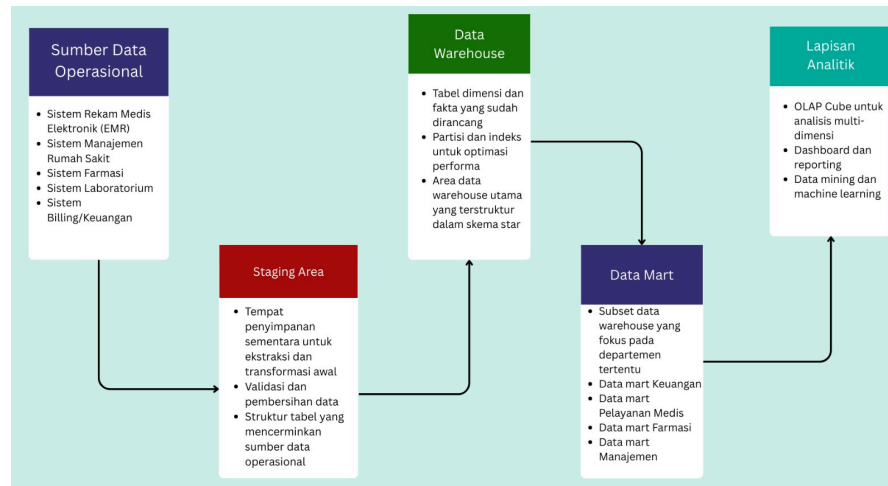 Sumber Data
Operasional
• Sistem Rekam Medis
Elektronik (EMR)
• Sistem Manajemen
Rumah Sakit
• Sistem Farmasi
• Sistem Laboratorium
• Sistem
Billing/Keuangan
Staging Area
• Tempat
penyimpanan
sementara untuk
ekstraksi dan
transformasi awal
• Validasi dan
pembersihan data
• Struktur tabel yang
mencerminkan
sumber data
operasional
Data
Warehouse
• Tabel dimensi dan
fakta yang sudah
dirancang
• Partisi dan indeks
untuk optimasi
performa
• Area data
warehouse utama
yang terstruktur
dalam skema star
Data Mart
• Subset data
warehouse yang
fokus pada
departemen
tertentu
• Data mart Keuangan
• Data mart
Pelayanan Medis
• Data mart Farmasi
• Data mart
Manajemen
Lapisan
Analitik
• OLAP Cube untuk
analisis multi-
dimensi
• Dashboard dan
reporting
• Data mining dan
machine learning